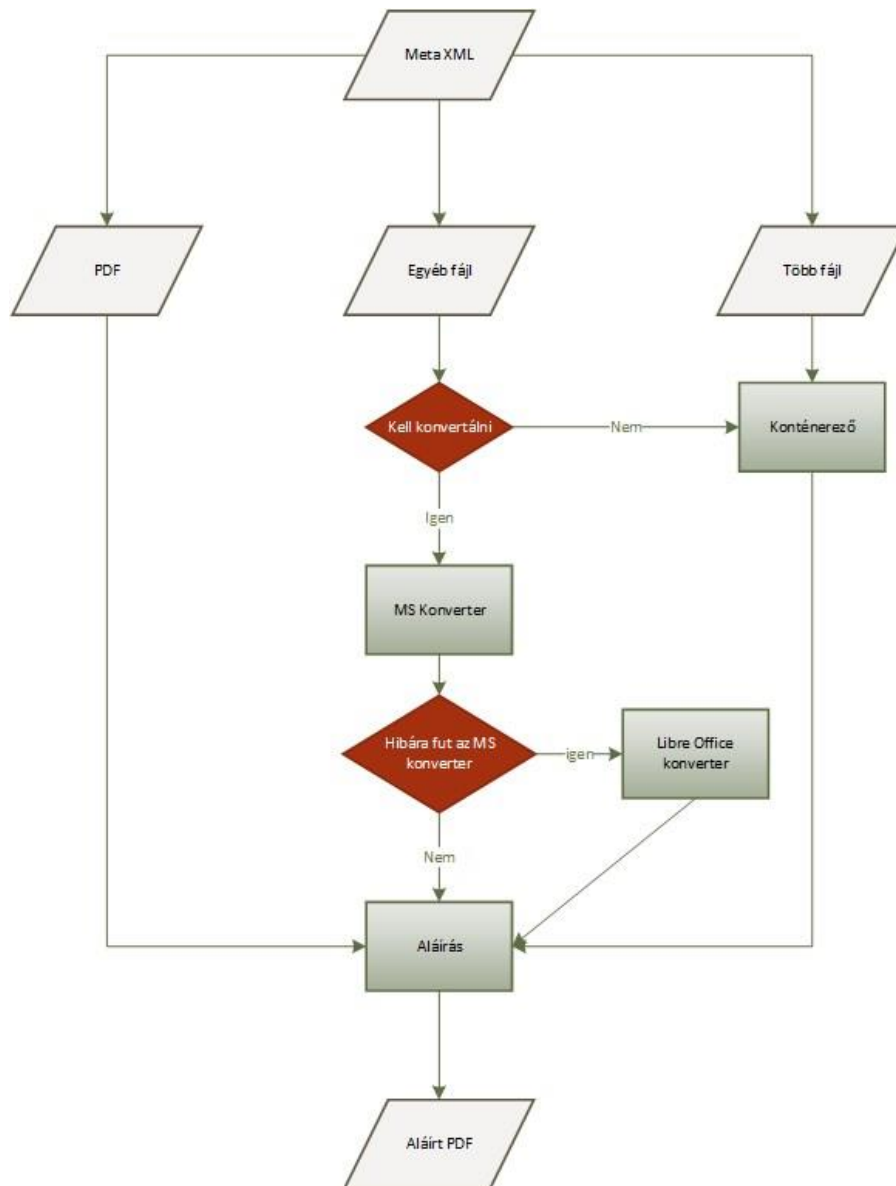 Meta XML
PDF
Egyéb fájl
Több fájl
Kell konvertálni
Nem
Konténerező
Igen
MS Konverter
Hibára fut az MS
konverter
igen
Libre Office
konverter
Nem
Aláírás
Aláírt PDF